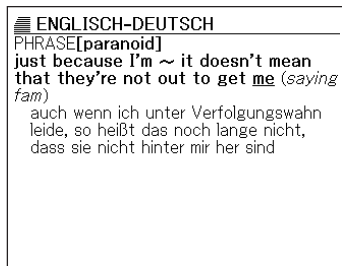 ENGLISCH-DEUTSCH
PHRASE[paranoid]
just because I'm ~ it doesn't mean
that they're not out to get me (saying
fam)
auch wenn ich unter Verfolgungswahn
leide, so heißt das noch lange nicht,
dass sie nicht hinter mir her sind